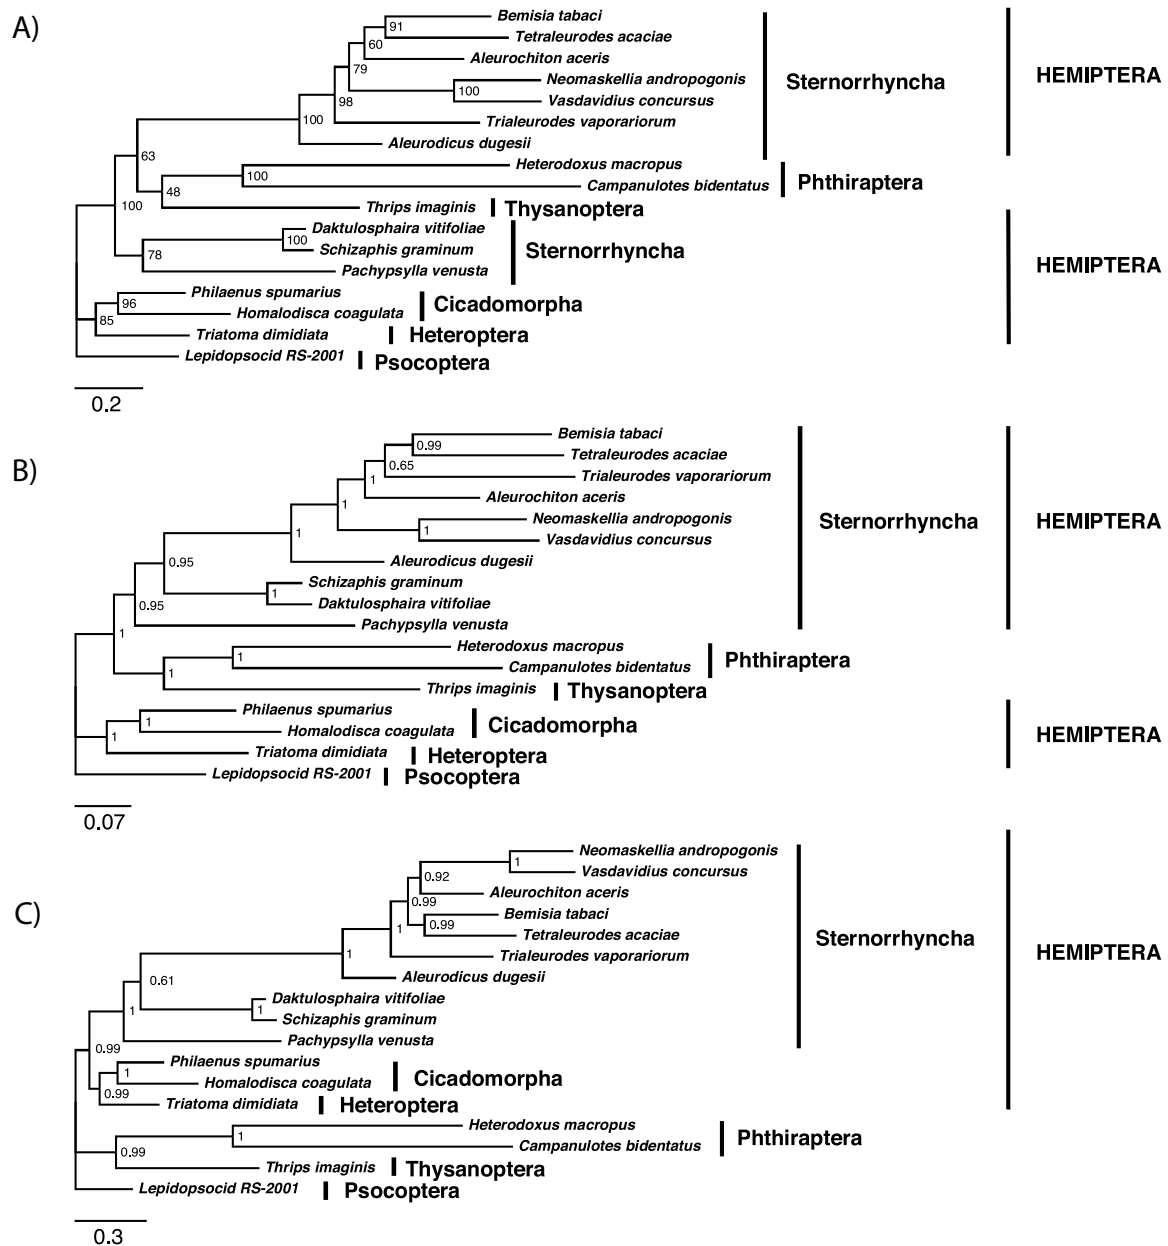 A)
Bemisia tabaci
91
Tetraleurodes acaciae
60
Aleurochiton aceris
79
Neomaskellia andropogonis
100
Vasdavidius concursus
98
Trialeurodes vaporariorum
100
Aleurodicus dugesii
Sternorrhyncha
HEMIPTERA
63
Heterodoxus macropus
100
Campanulotes bidentatus
Phthiraptera
48
Thrips imaginis
Thysanoptera
100
Daktulosphaira vitifoliae
100
Schizaphis graminum
78
Pachypsylla venusta
Sternorrhyncha
HEMIPTERA
Philaenus spumarius
96
Homalodisca coagulata
Cicadomorpha
85
Triatoma dimidiata
Heteroptera
Lepidopsocid RS-2001
Psocoptera
0.2
B)
Bemisia tabaci
0.99
Tetraleurodes acaciae
0.65
Trialeurodes vaporariorum
1
Aleurochiton aceris
1
Neomaskellia andropogonis
1
Vasdavidius concursus
1
Aleurodicus dugesii
Sternorrhyncha
HEMIPTERA
0.95
Schizaphis graminum
1
Daktulosphaira vitifoliae
0.95
Pachypsylla venusta
1
Heterodoxus macropus
1
Campanulotes bidentatus
Phthiraptera
1
Thrips imaginis
Thysanoptera
Philaenus spumarius
1
Homalodisca coagulata
Cicadomorpha
HEMIPTERA
1
Triatoma dimidiata
Heteroptera
Lepidopsocid RS-2001
Psocoptera
0.07
C)
Neomaskellia andropogonis
1
Vasdavidius concursus
0.92
Aleurochiton aceris
0.99
Bemisia tabaci
0.99
Tetraleurodes acaciae
1
Trialeurodes vaporariorum
1
Aleurodicus dugesii
Sternorrhyncha
HEMIPTERA
0.61
Daktulosphaira vitifoliae
1
Schizaphis graminum
1
Pachypsylla venusta
0.99
Philaenus spumarius
1
Homalodisca coagulata
Cicadomorpha
0.99
Triatoma dimidiata
Heteroptera
Heterodoxus macropus
1
Campanulotes bidentatus
Phthiraptera
0.99
Thrips imaginis
Thysanoptera
Lepidopsocid RS-2001
Psocoptera
0.3